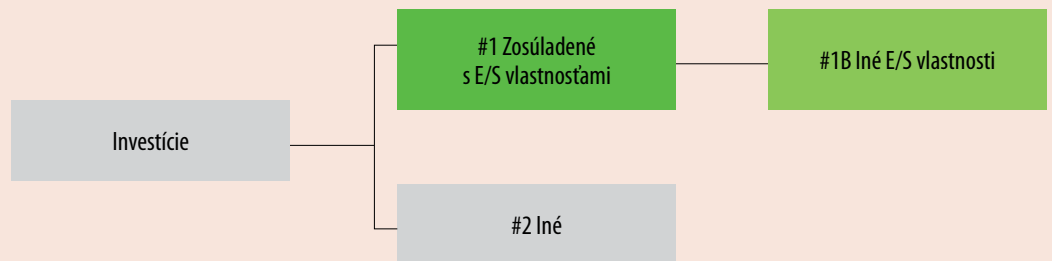 Investície
#1 Zosúladené
s E/S vlastnosťami
#1B Iné E/S vlastnosti
#2 Iné